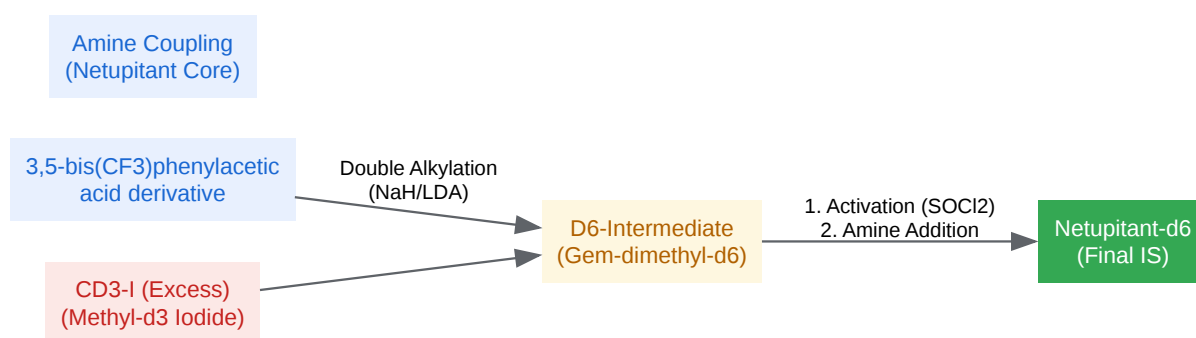 Amine Coupling
(Netupitant Core)
3,5-bis(CF3)phenylacetic
acid derivative
Double Alkylation
(NaH/LDA)
CD3-I (Excess)
(Methyl-d3 Iodide)
D6-Intermediate
(Gem-dimethyl-d6)
1. Activation (SOCl2)
2. Amine Addition
Netupitant-d6
(Final IS)